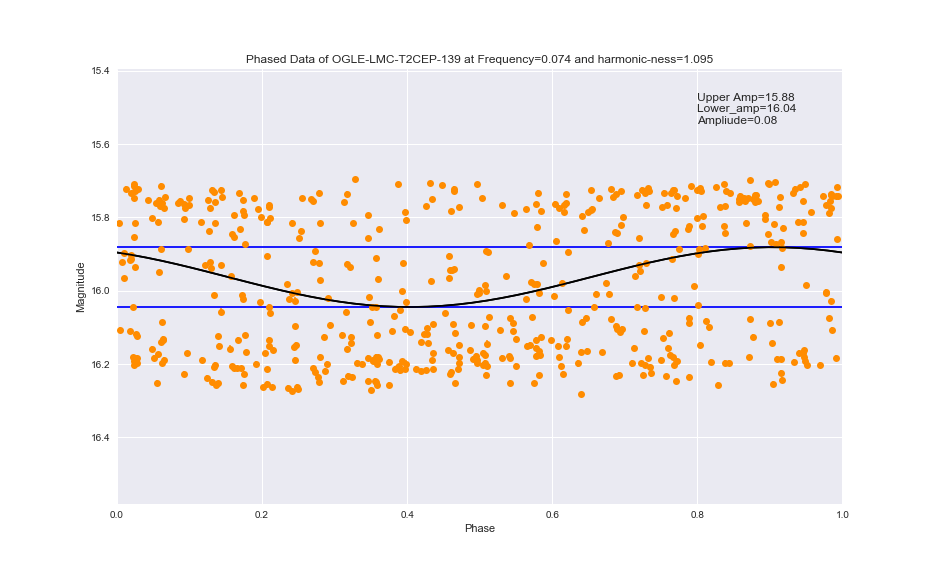 Phased Data of OGLE-LMC-T2CEP-139 at Frequency=0.074 and harmonic-ness=1.095
Upper Amp=15.88
Lower_amp=16.04
Ampliude=0.08
15.4
15.6
15.8
16.0
16.2
16.4
Magnitude
0.0 0.2 0.4 0.6 0.8 1.0
Phase